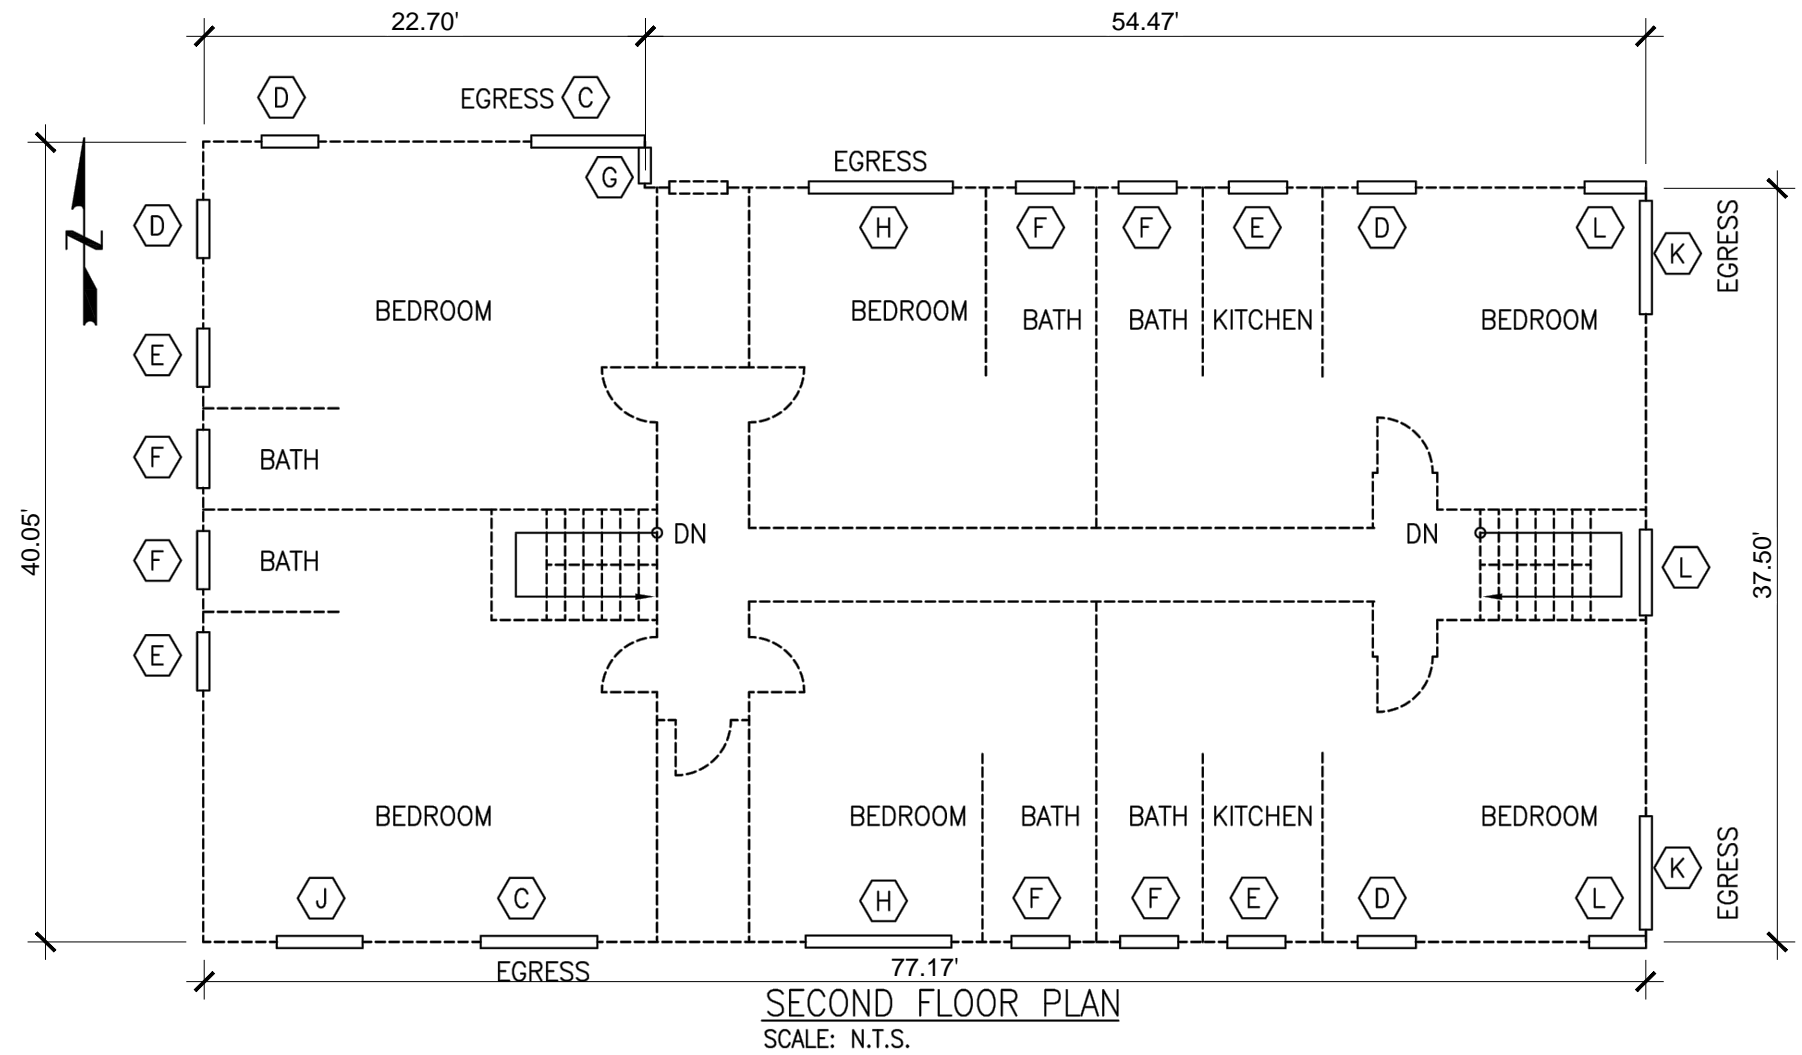 22.70'
54.47'
D
EGRESS C
EGRESS
G
D
H
F
F
E
D
L
K
EGRESS
BEDROOM
BEDROOM
BATH
BATH
KITCHEN
BEDROOM
E
F
BATH
40.05'
DN
DN
F
BATH
L
37.50'
E
BEDROOM
BEDROOM
BATH
BATH
KITCHEN
BEDROOM
K
EGRESS
J
C
H
F
F
E
D
L
EGRESS
77.17'
SECOND FLOOR PLAN
SCALE: N.T.S.